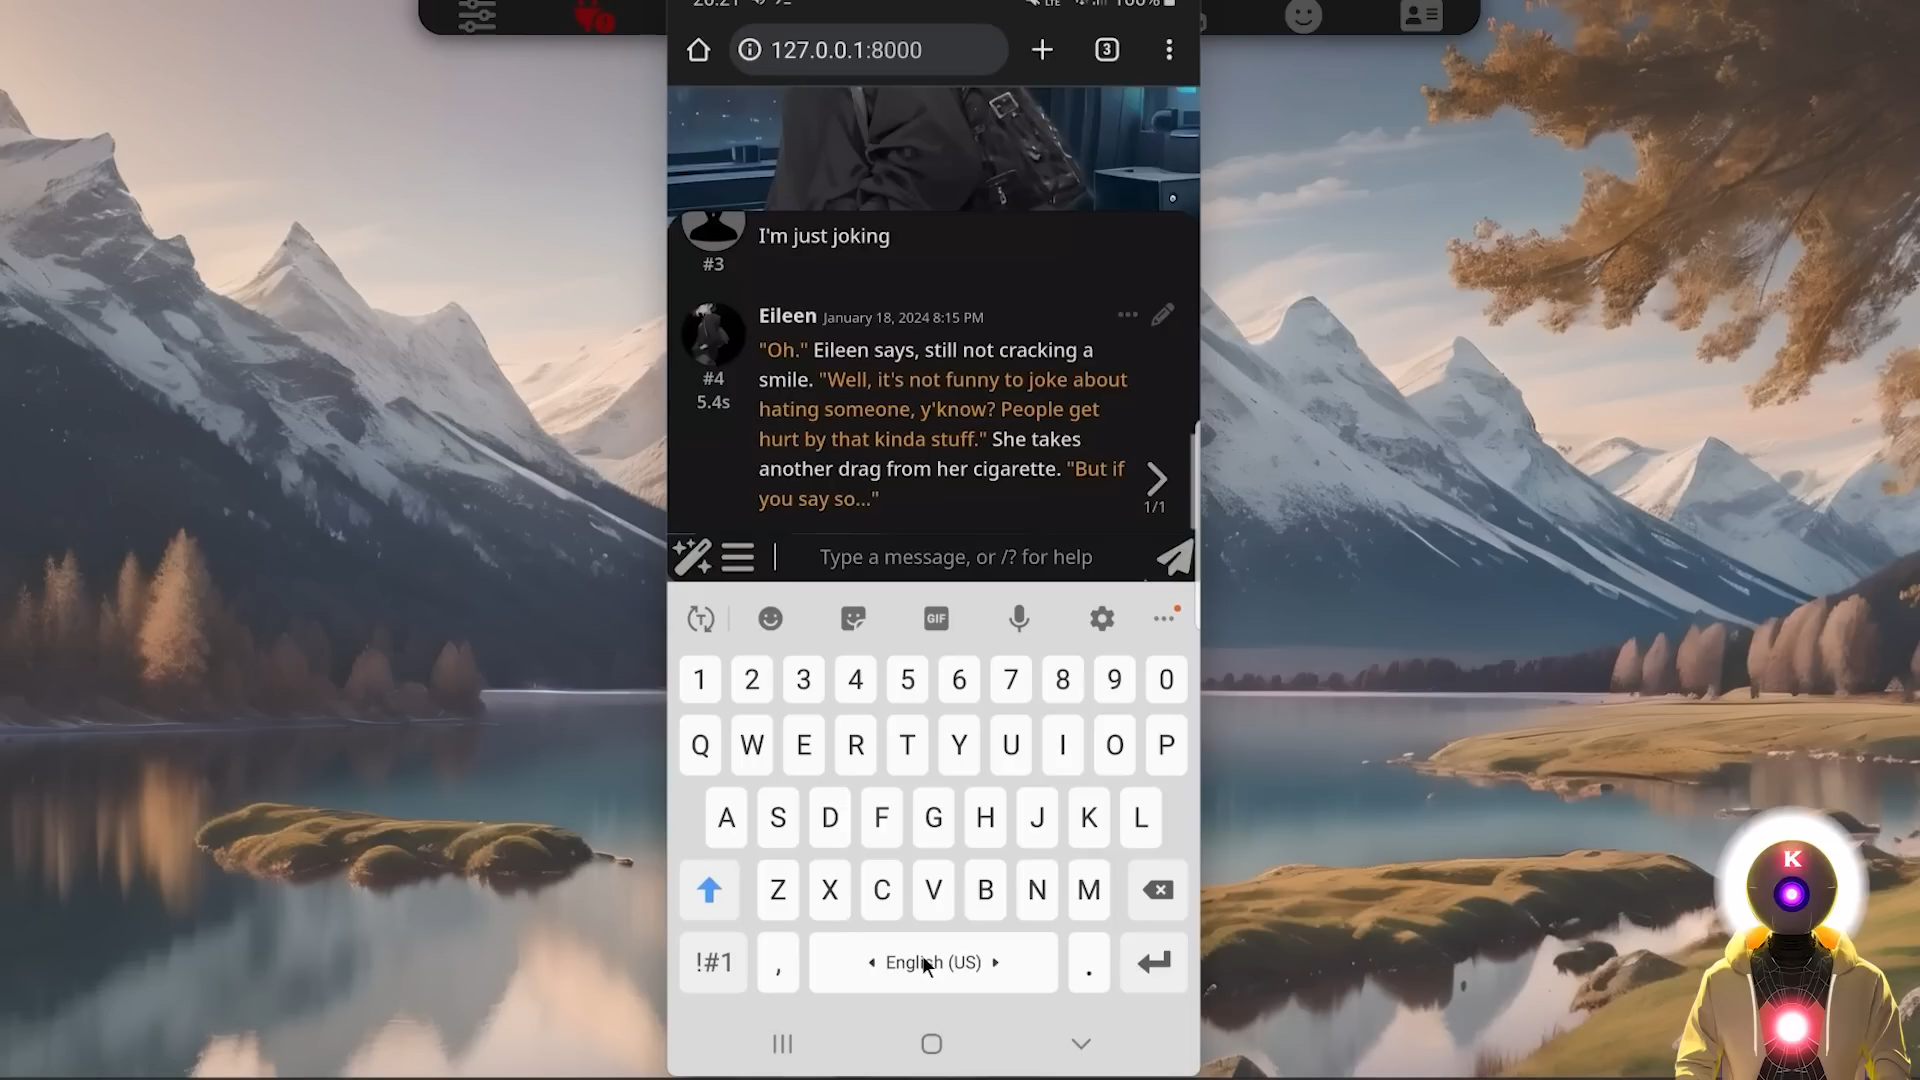 127.0.0.1:8000
3
I'm just joking
#3
Eileen January 18, 2024 8:15 PM
"Oh." Eileen says, still not cracking a
smile. "Well, it's not funny to joke about
hating someone, y'know? People get
hurt by that kinda stuff." She takes
another drag from her cigarette. "But if
you say so..."
#4
5.4s
1/1
Type a message, or /? for help
T
GIF
1 2 3 4 5 6 7 8 9 0
Q W E R T Y U I O P
A S D F G H J K L
Z X C V B N M
!#1 , English (US) .
K